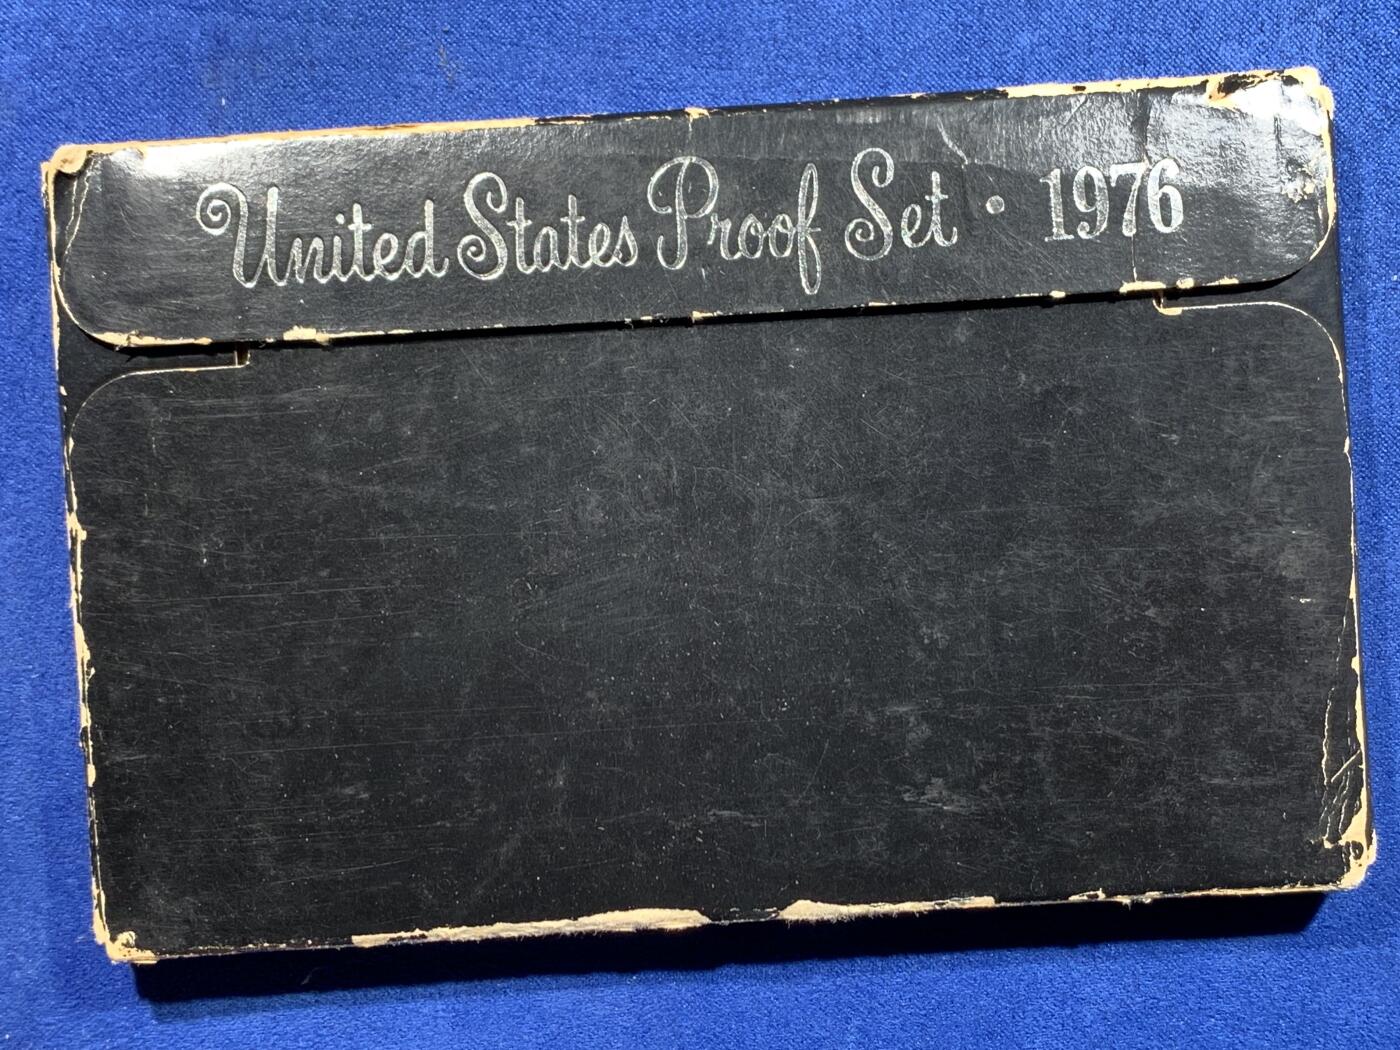 United States Proof Set • 1976